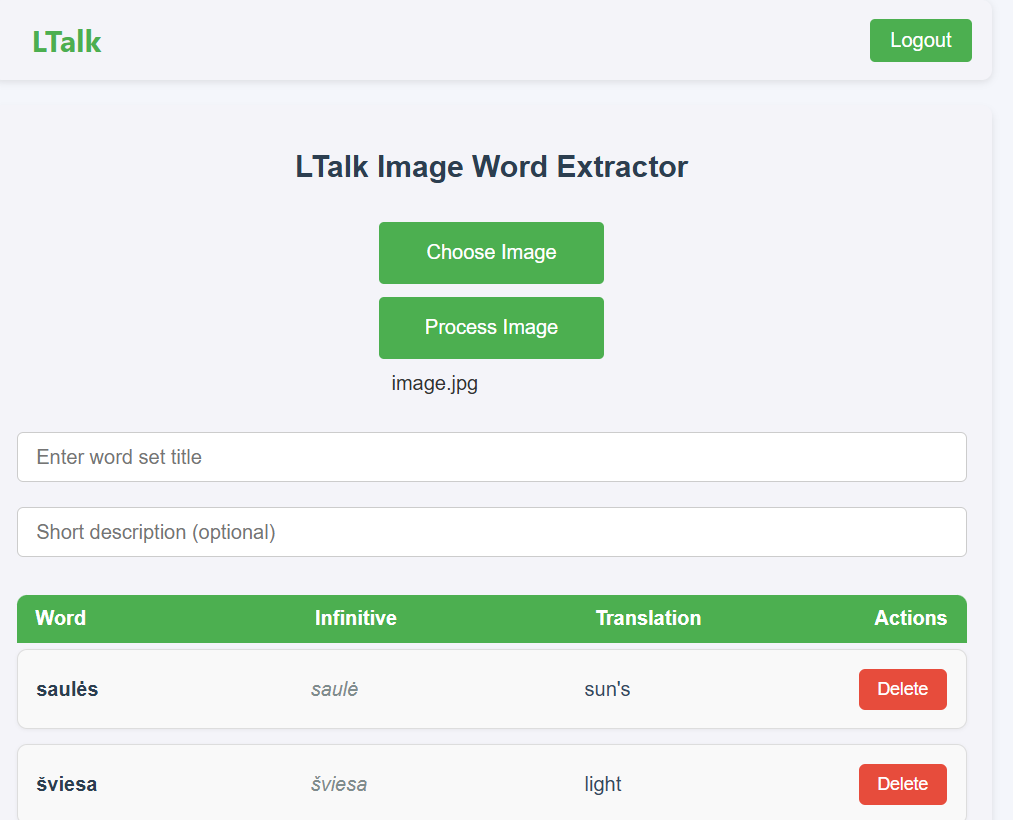 LTalk
Logout
LTalk Image Word Extractor
Choose Image
Process Image
image.jpg
Enter word set title
Short description (optional)
Word Infinitive Translation Actions
saulės saulė sun's Delete
šviesa šviesa light Delete